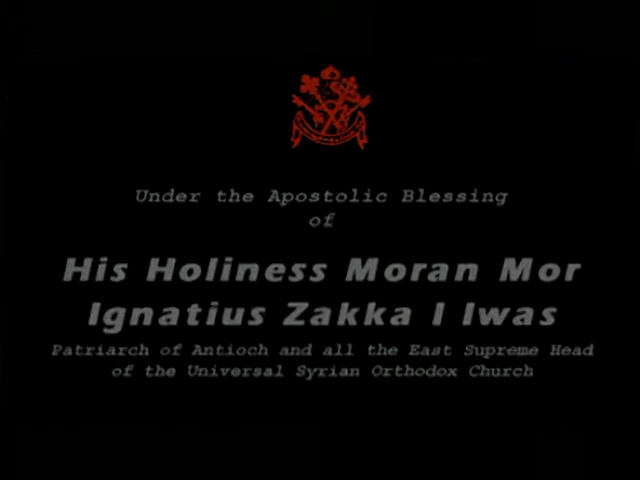 Under the Apostolic Blessing
of
His Holiness Moran Mor
Ignatius Zakka I Iwas
Patriarch of Antioch and all the East Supreme Head
of the Universal Syrian Orthodox Church